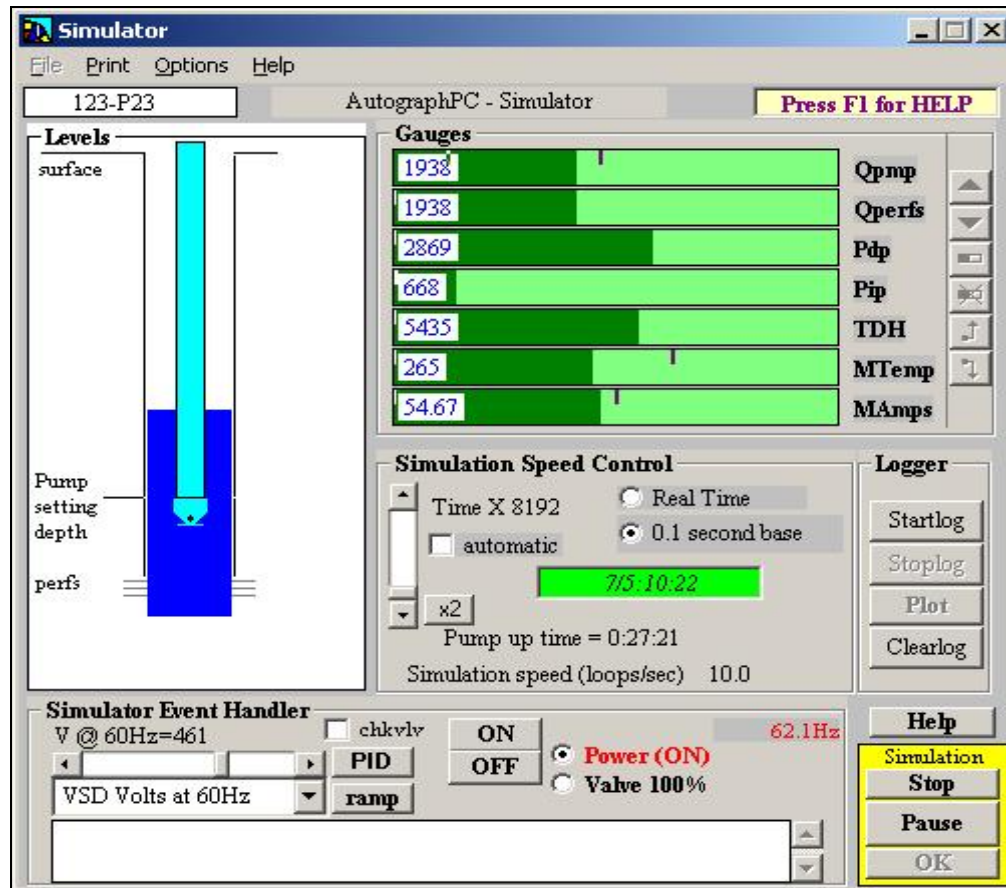 Simulator
File Print Options Help
123-P23
AutographPC - Simulator
Press F1 for HELP
Levels
surface
Pump
setting
depth
perfs
Gauges
1938 Qpmp
1938 Qperfs
2869 Pdp
668 Pip
5435 TDH
265 MTemp
54.67 MAmps
Simulation Speed Control
Time X 8192
Real Time
automatic
0.1 second base
7/5:10:22
x2
Pump up time = 0:27:21
Simulation speed (loops/sec) 10.0
Logger
Startlog
Stoplog
Plot
Clearlog
Simulator Event Handler
V @ 60Hz=461
chkvlv
ON
62.1Hz
PID
OFF
Power (ON)
VSD Volts at 60Hz
ramp
Valve 100%
Help
Simulation
Stop
Pause
OK